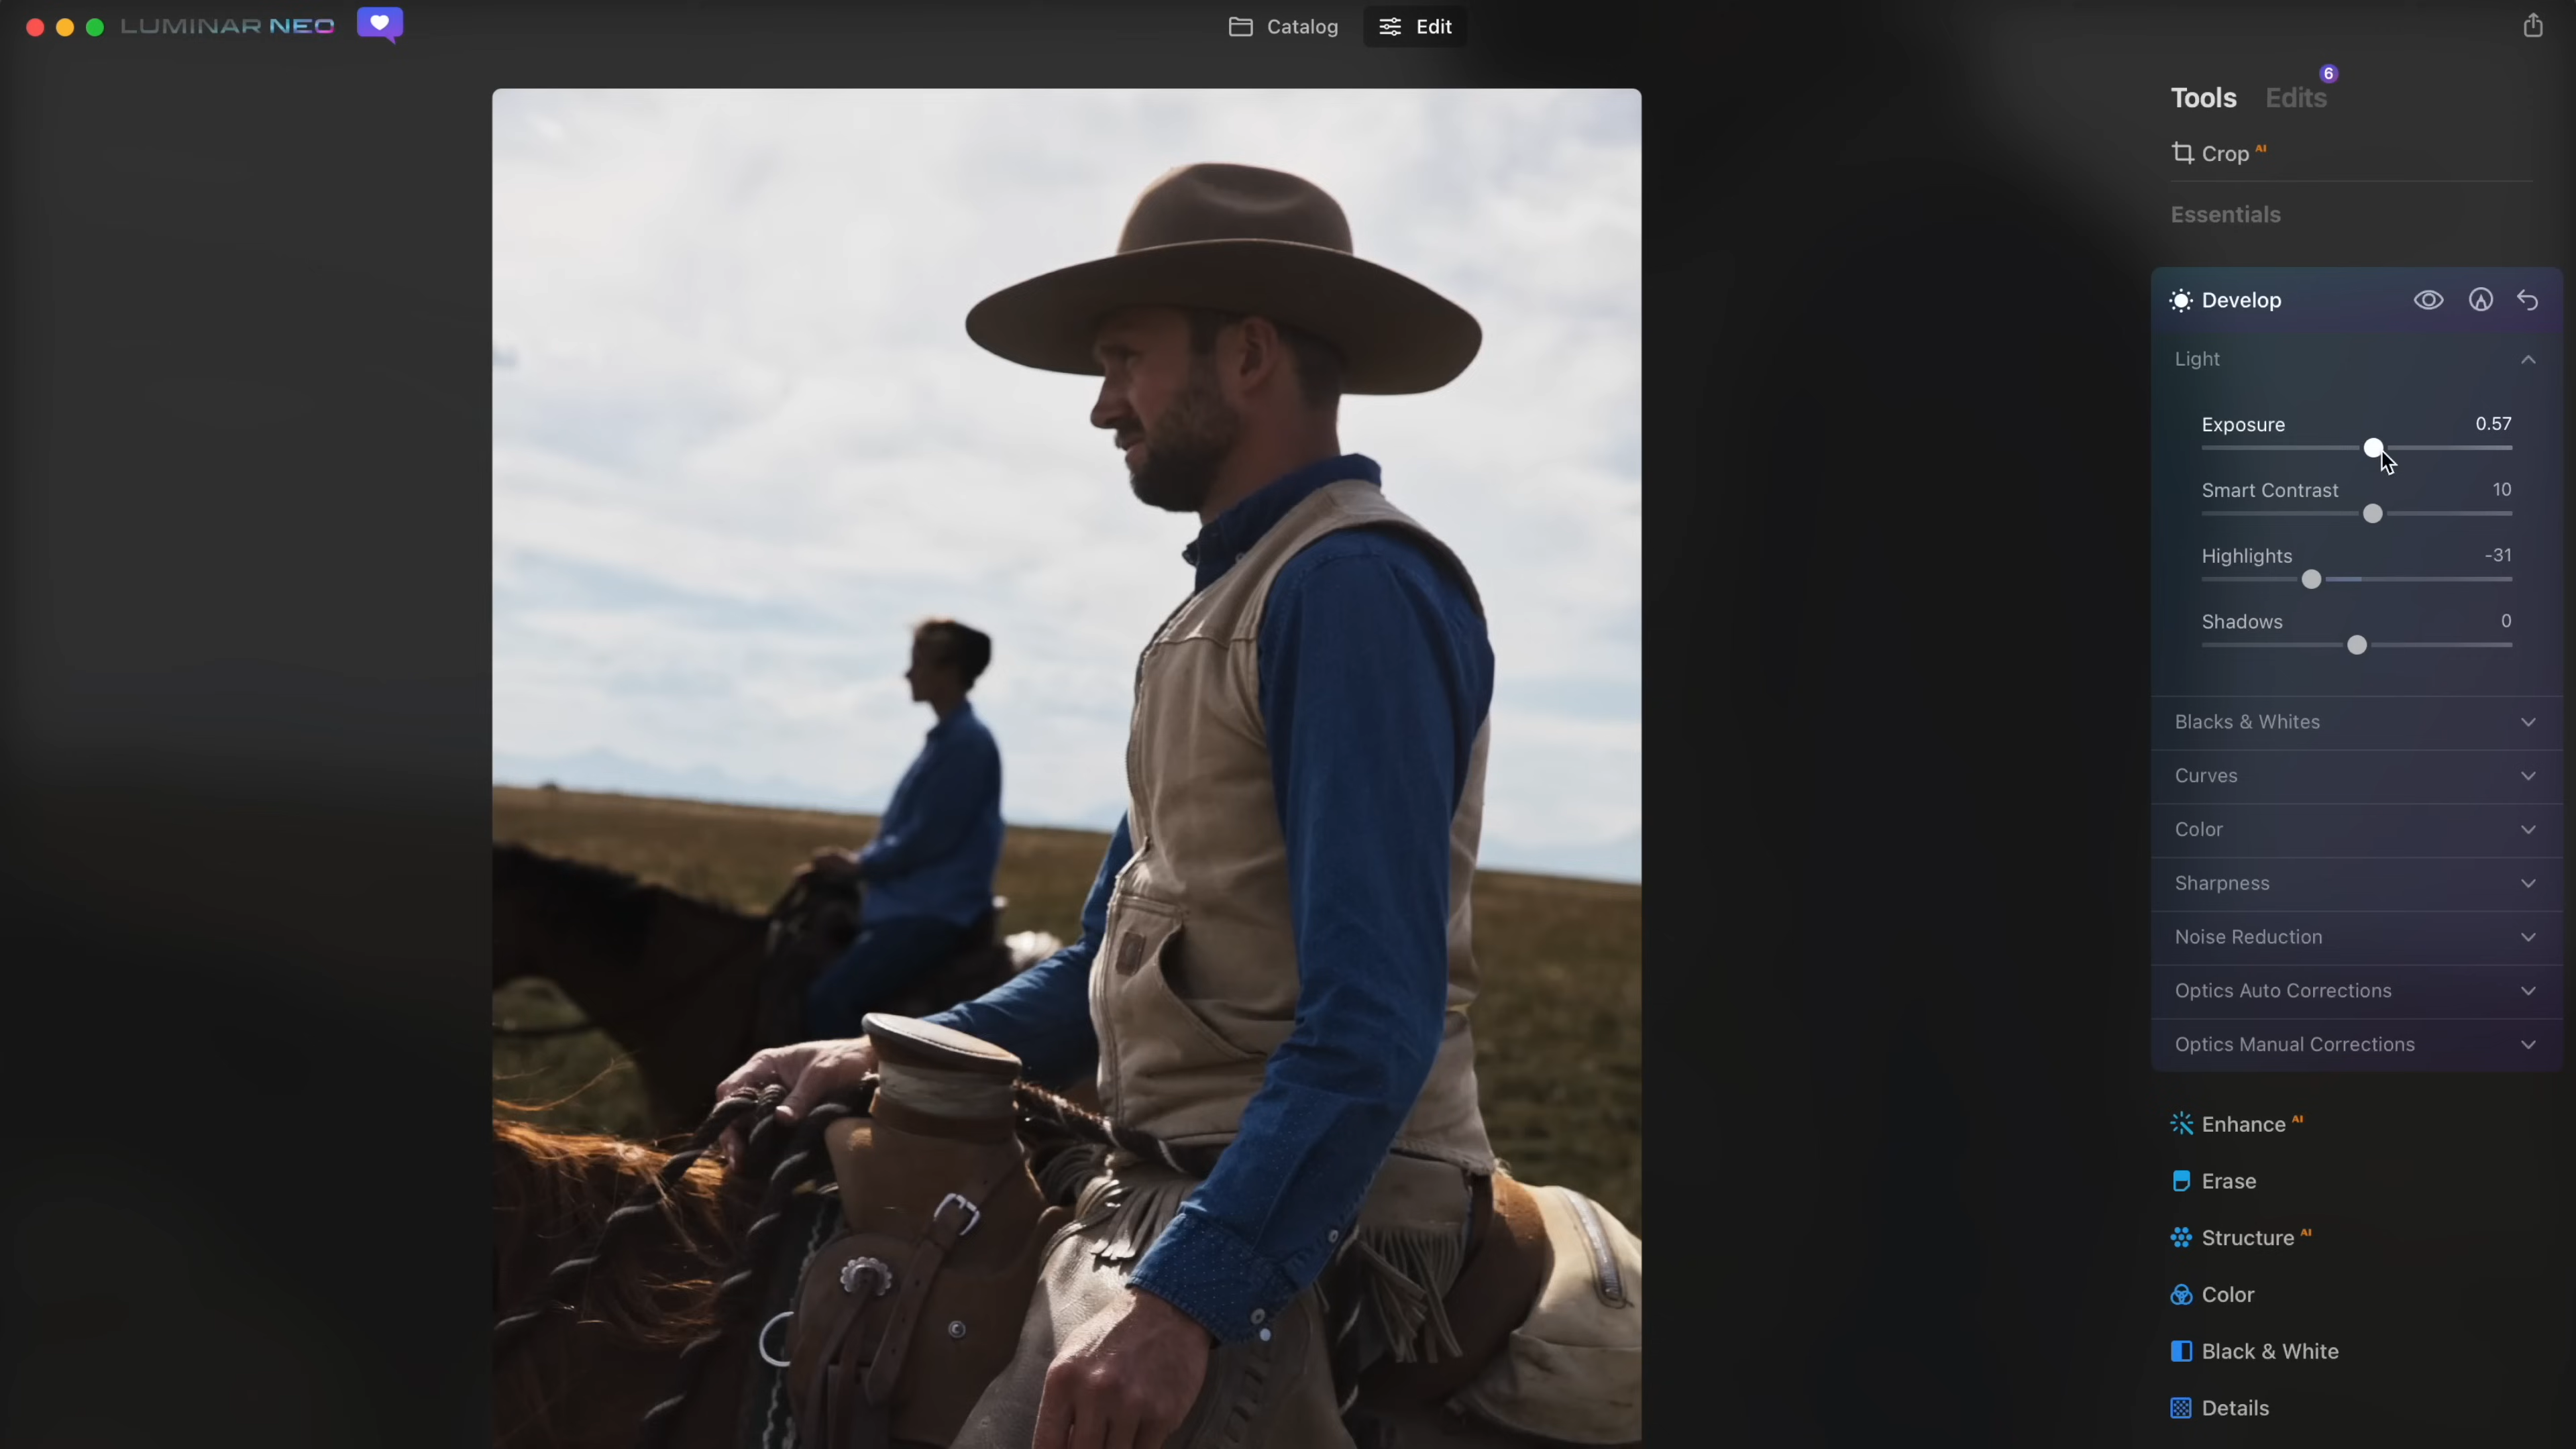 LUMINAR NEO
Catalog
Edit
6
Tools
Edits
Crop AI
Essentials
Develop
Light
Exposure 0.57
Smart Contrast 10
Highlights -31
Shadows 0
Blacks & Whites
Curves
Color
Sharpness
Noise Reduction
Optics Auto Corrections
Optics Manual Corrections
Enhance AI
Erase
Structure AI
Color
Black & White
Details